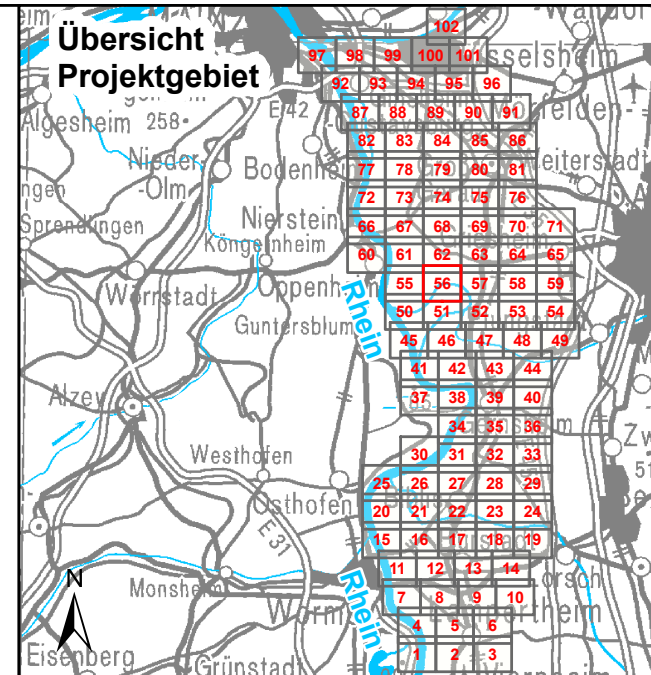 Übersicht
Projektgebiet
102
97 98 99 100 101
sselsheim
92 93 94 95 96
E 42
87 88 89 90 91
Algesheim 258
82 83 84 85 86
Nieder-
-Olm
Bodenheim
77 78 79 80 81
72 73 74 75 76
Sprendlingen
Nierstein
66 67 68 69 70 71
Köngernheim
60 61 62 63 64 65
Wörrstadt
Oppenheim
55 56 57 58 59
Rhein
50 51 52 53 54
Guntersblum
45 46 47 48 49
41 42 43 44
Alzey
37 38 39 40
34 35 36
Westhofen
30 31 32 33
25 26 27 28 29
Osthofen
20 21 22 23 24
E 31
15 16 17 18 19
11 12 13 14
N
Monsheim
Rhein
7 8 9 10
Worms
4 5 6
Eisenberg
Grünstadt
1 2 3